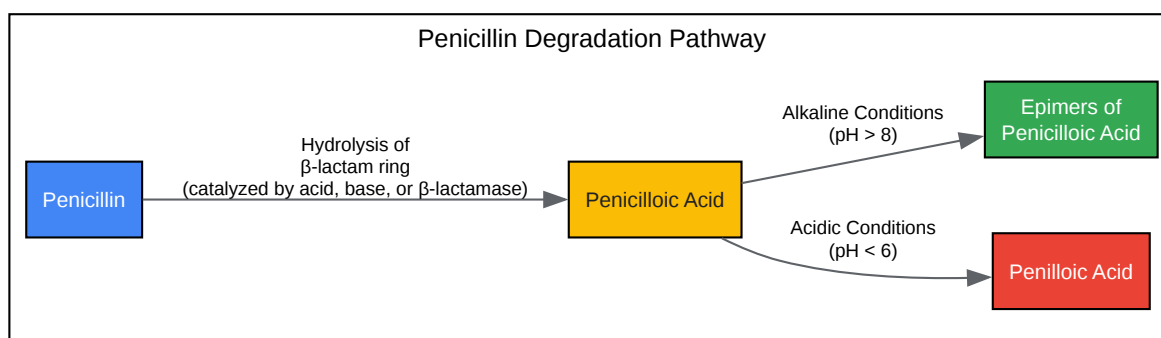 Penicillin Degradation Pathway
Penicillin
Hydrolysis of
β-lactam ring
(catalyzed by acid, base, or β-lactamase)
Penicilloic Acid
Alkaline Conditions
(pH > 8)
Epimers of
Penicilloic Acid
Acidic Conditions
(pH < 6)
Penilloic Acid